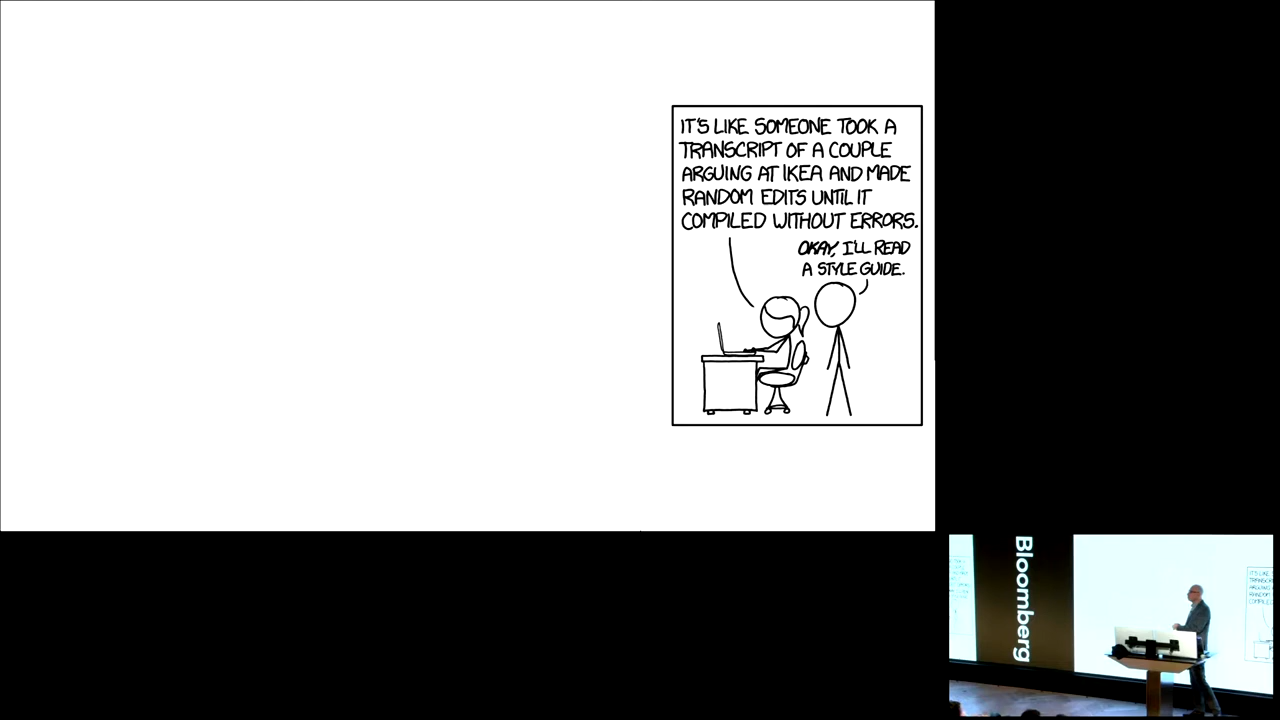 IT'S LIKE SOMEONE TOOK A
TRANSCRIPT OF A COUPLE
ARGUING AT IKEA AND MADE
RANDOM EDITS UNTIL IT
COMPILED WITHOUT ERRORS.
OKAY, I'LL READ
A STYLE GUIDE.
Bloomberg